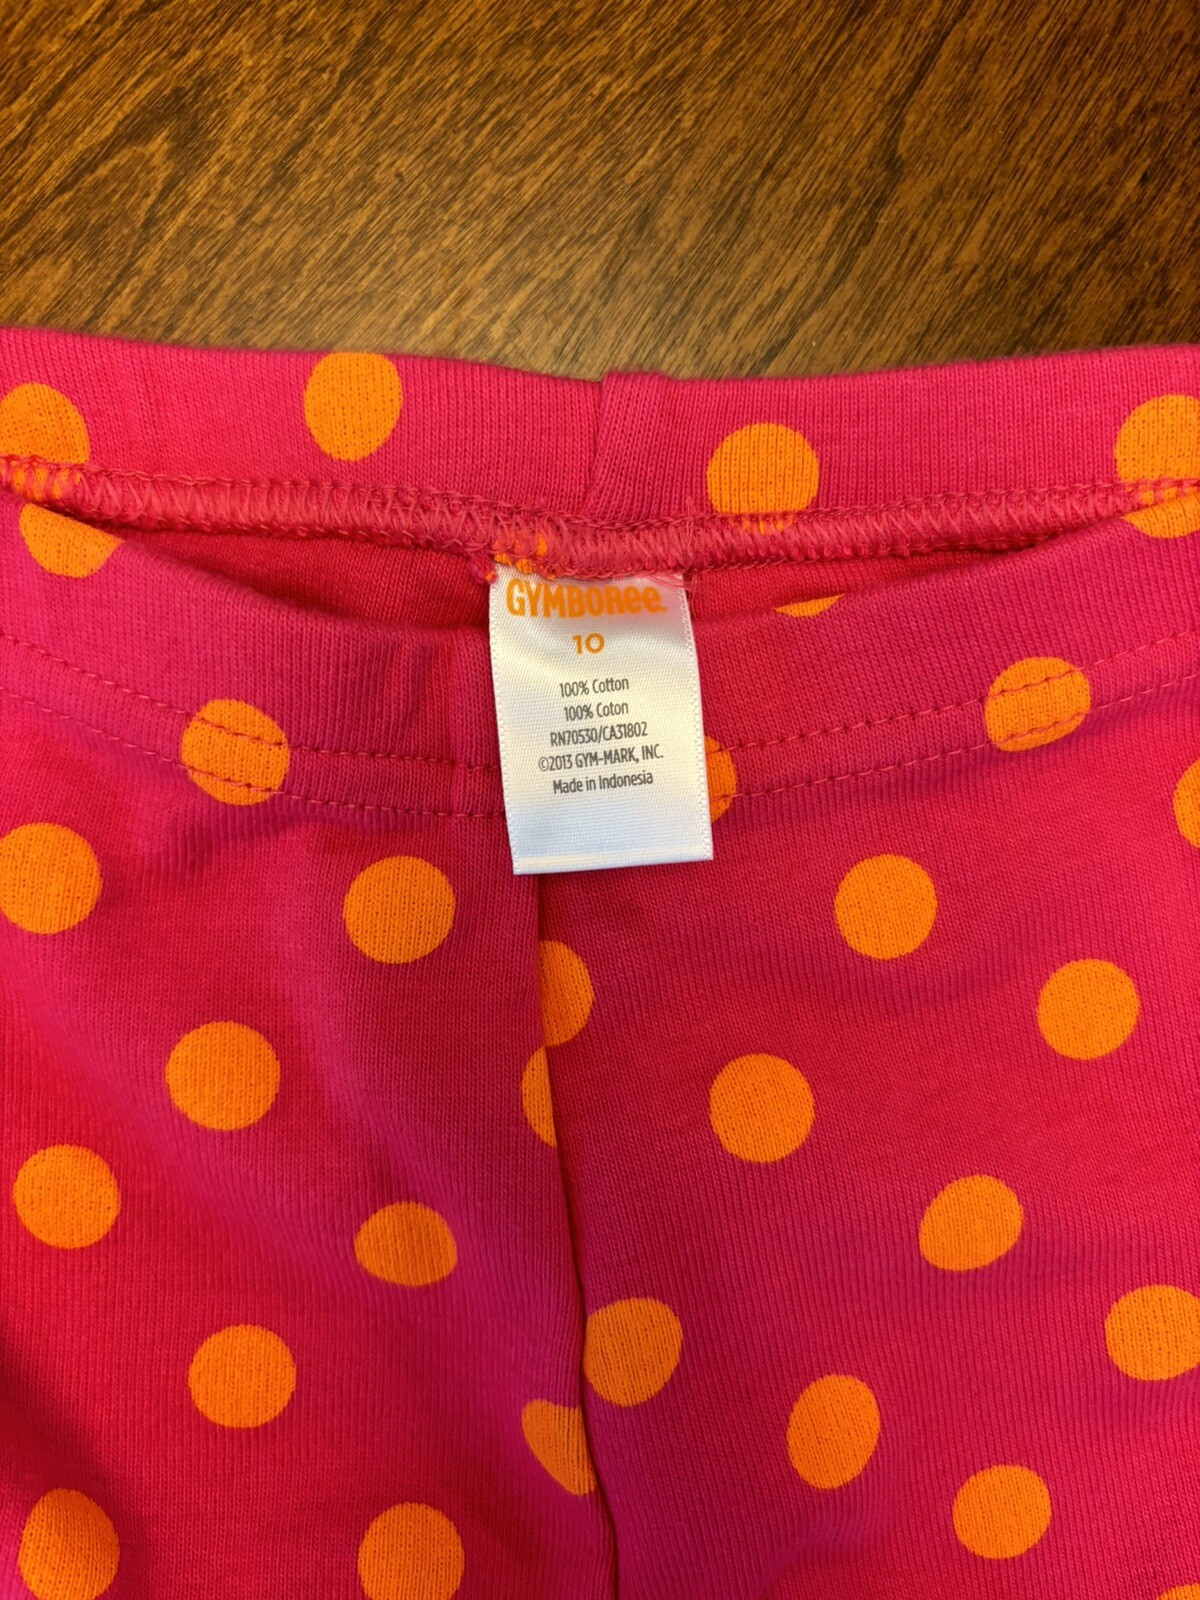 GYMBORee
10
100% Cotton
100% Coton
RN70530/CA31802
©2013 GYM-MARK, INC.
Made in Indonesia